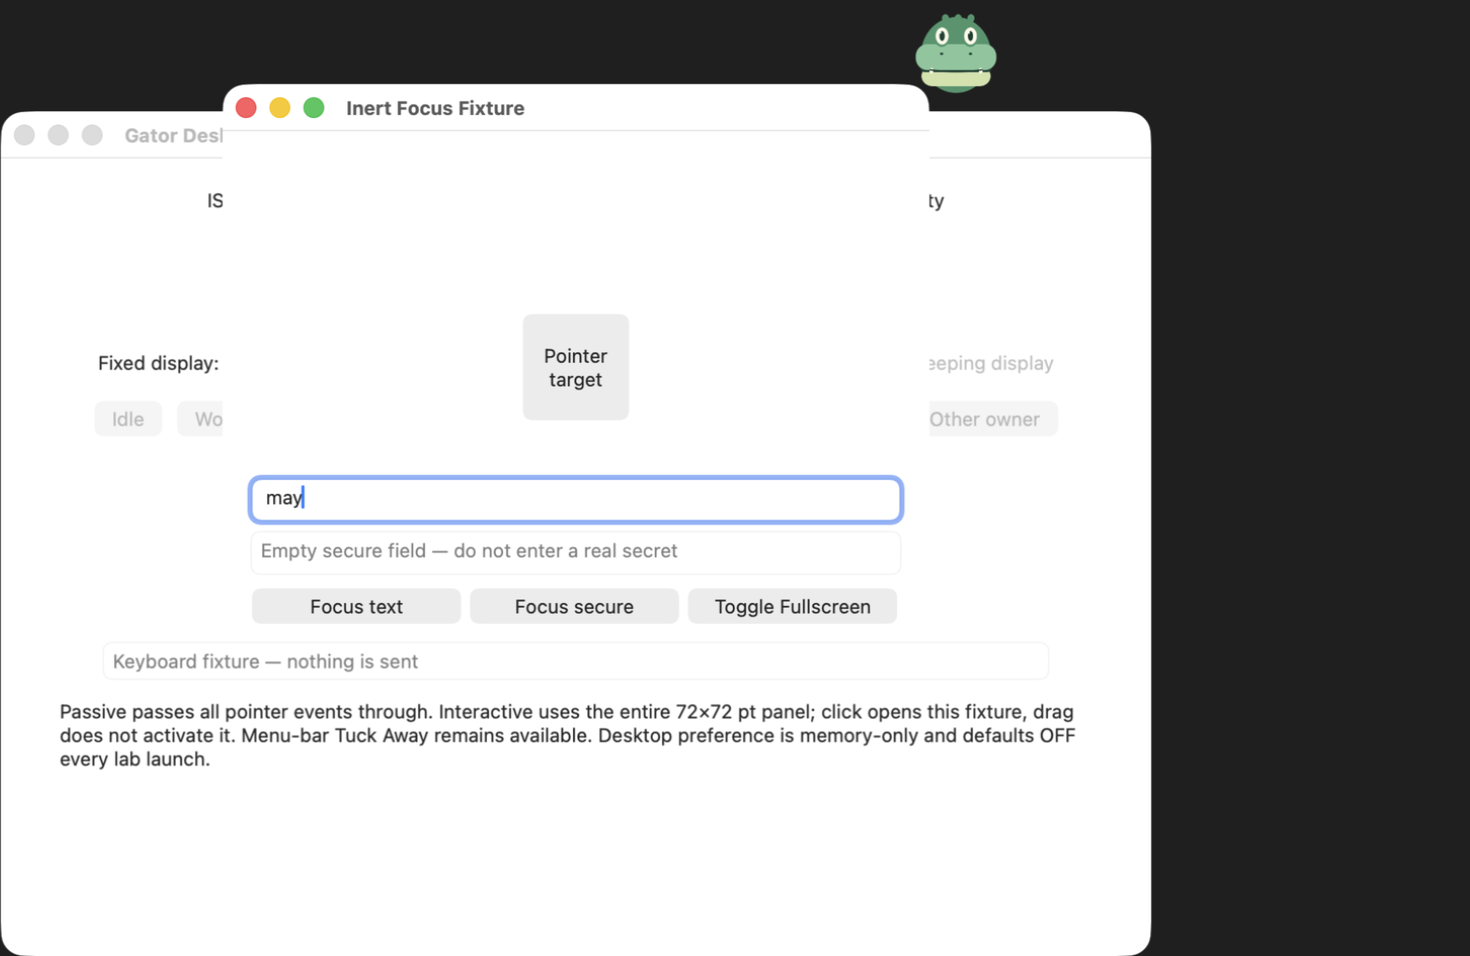 Inert Focus Fixture
Gator Desl
IS
ty
Pointer
target
Fixed display:
eeping display
Idle
Wo
Other owner
may
Empty secure field — do not enter a real secret
Focus text
Focus secure
Toggle Fullscreen
Keyboard fixture — nothing is sent
Passive passes all pointer events through. Interactive uses the entire 72×72 pt panel; click opens this fixture, drag
does not activate it. Menu-bar Tuck Away remains available. Desktop preference is memory-only and defaults OFF
every lab launch.